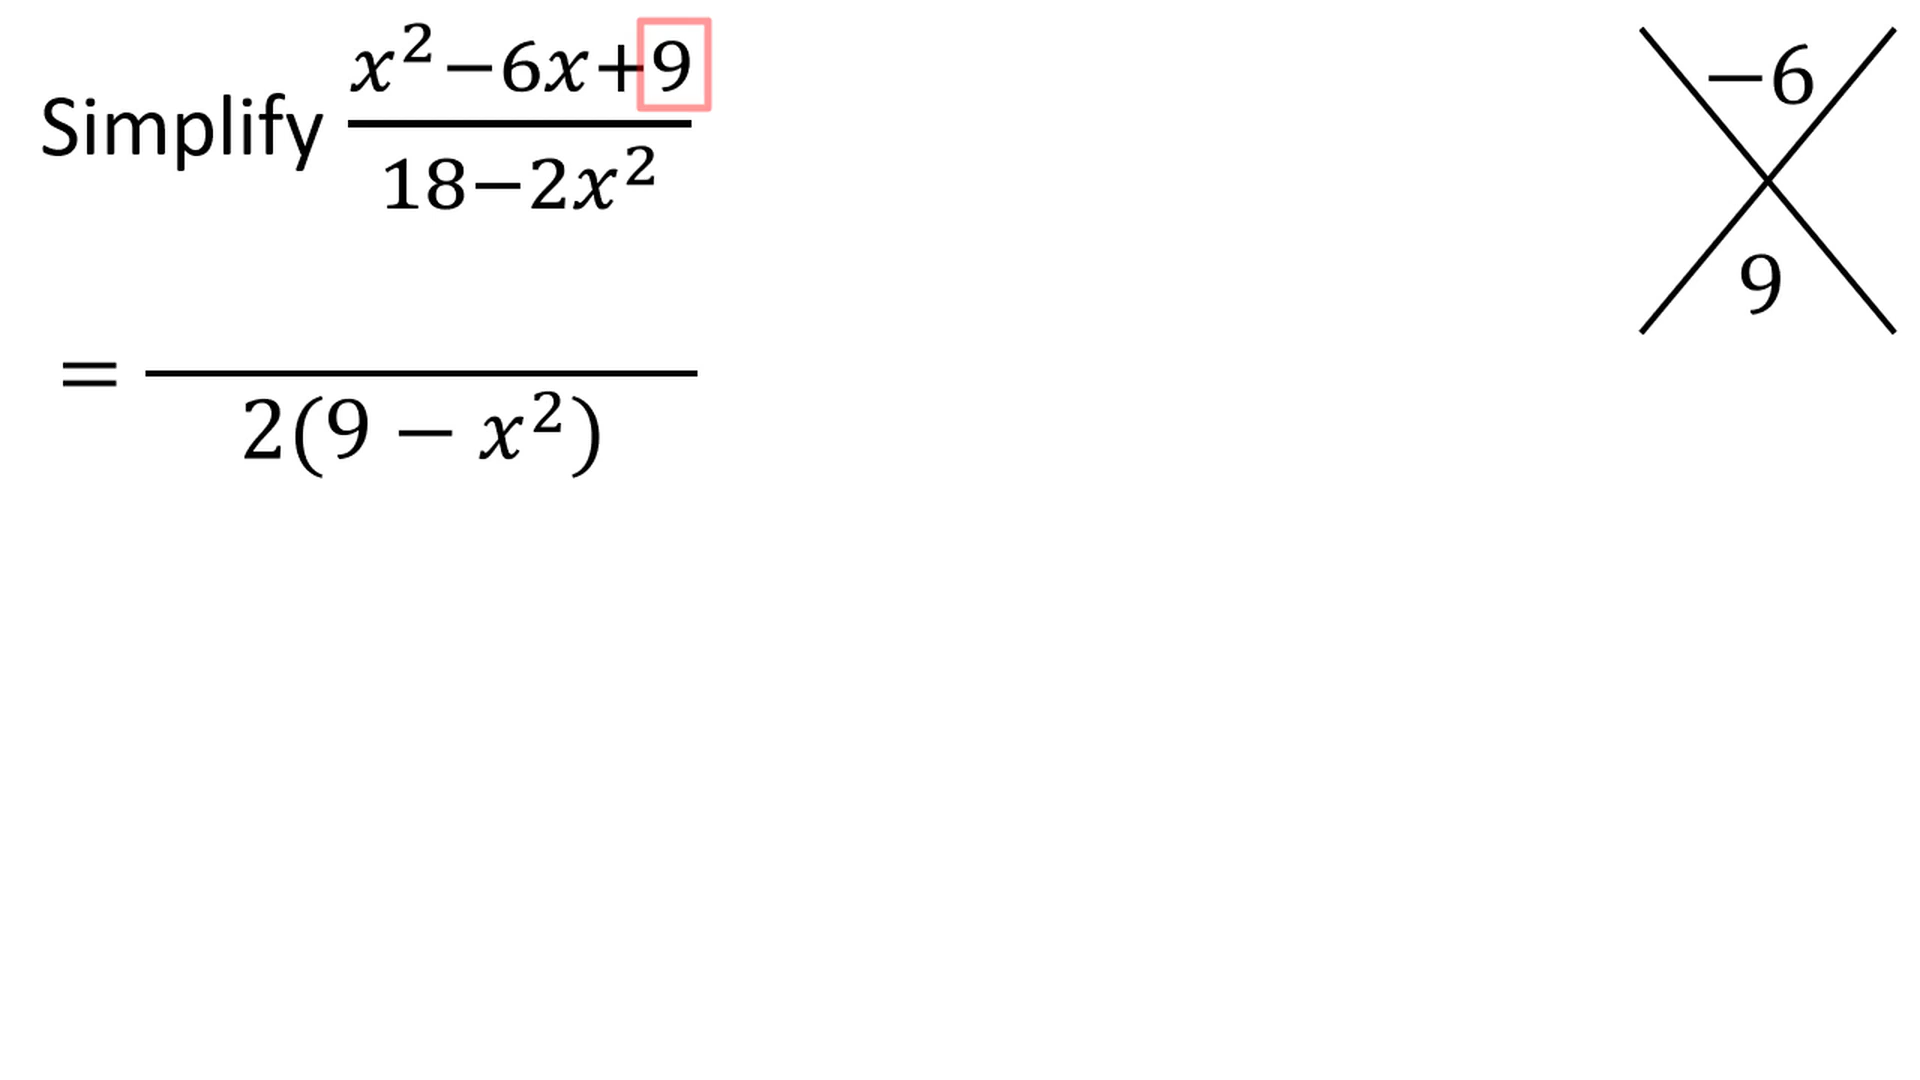 Simplify x²−6x+9 / 18−2x²
−6
9
= / 2(9 − x²)